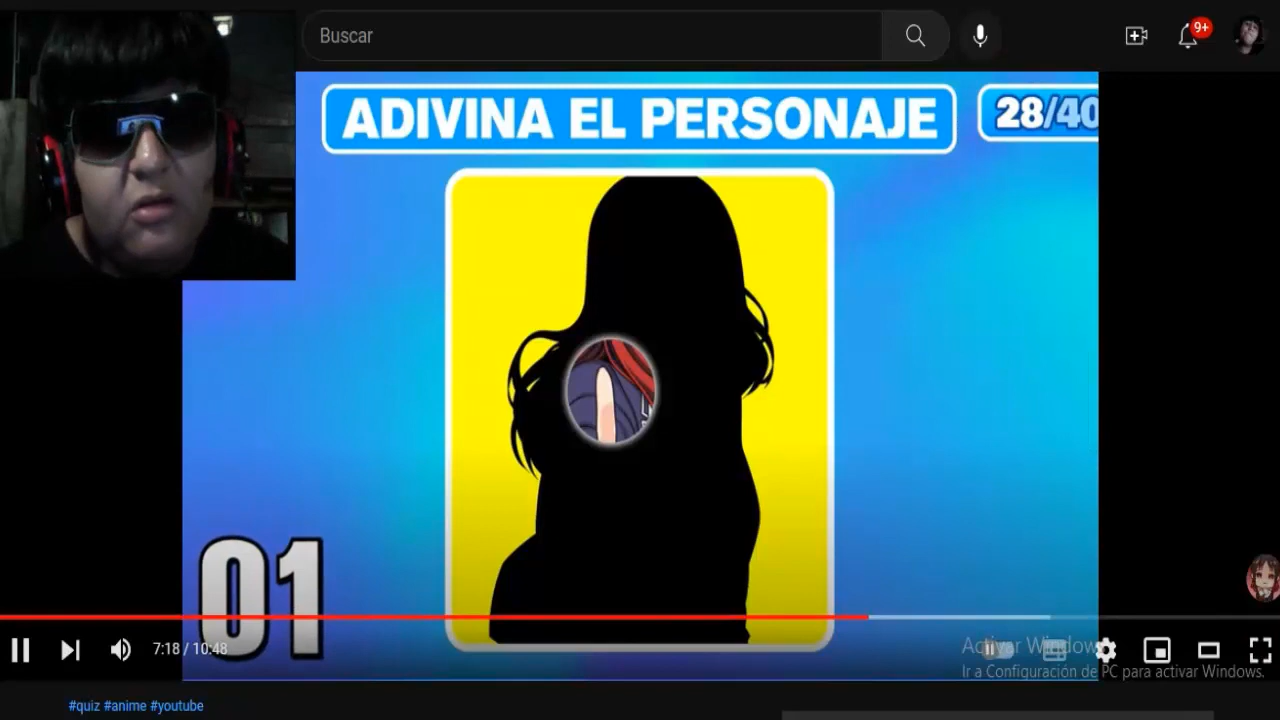 Buscar
9+
ADIVINA EL PERSONAJE
28/40
01
7:18 / 10:48
Activar Windows
Ir a Configuración de PC para activar Windows.
#quiz #anime #youtube